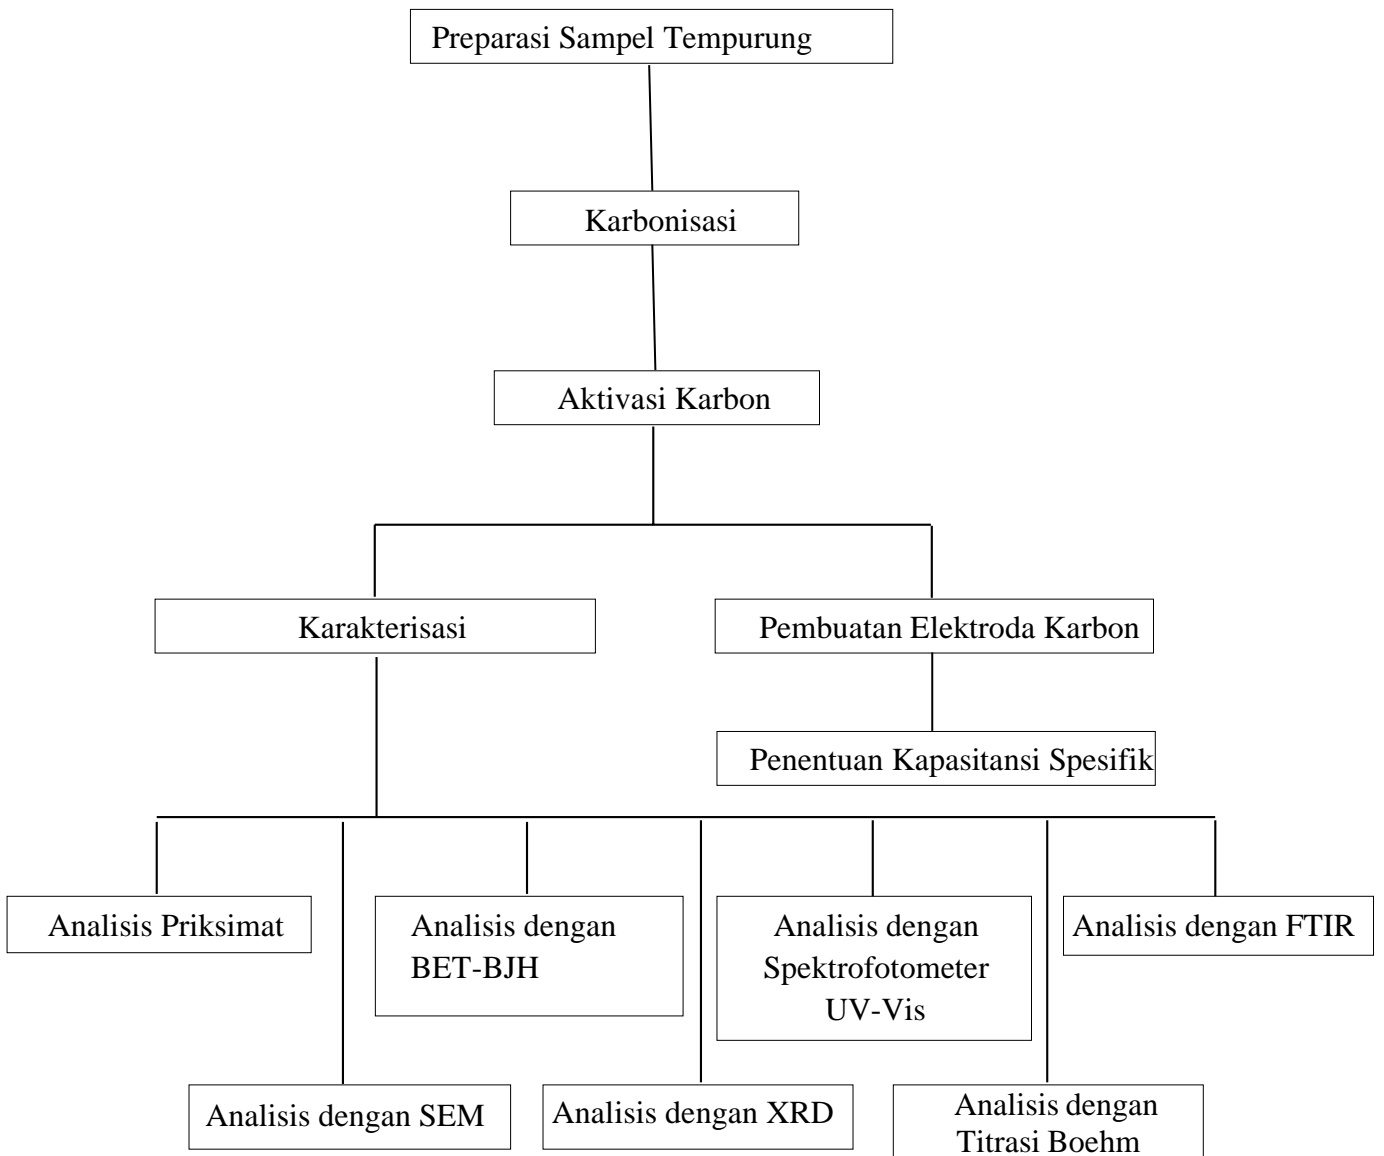 Preparasi Sampel Tempurung
Karbonisasi
Aktivasi Karbon
Karakterisasi
Pembuatan Elektroda Karbon
Penentuan Kapasitansi Spesifik
Analisis Priksimat
Analisis dengan
BET-BJH
Analisis dengan
Spektrofotometer
UV-Vis
Analisis dengan FTIR
Analisis dengan SEM
Analisis dengan XRD
Analisis dengan
Titrasi Boehm